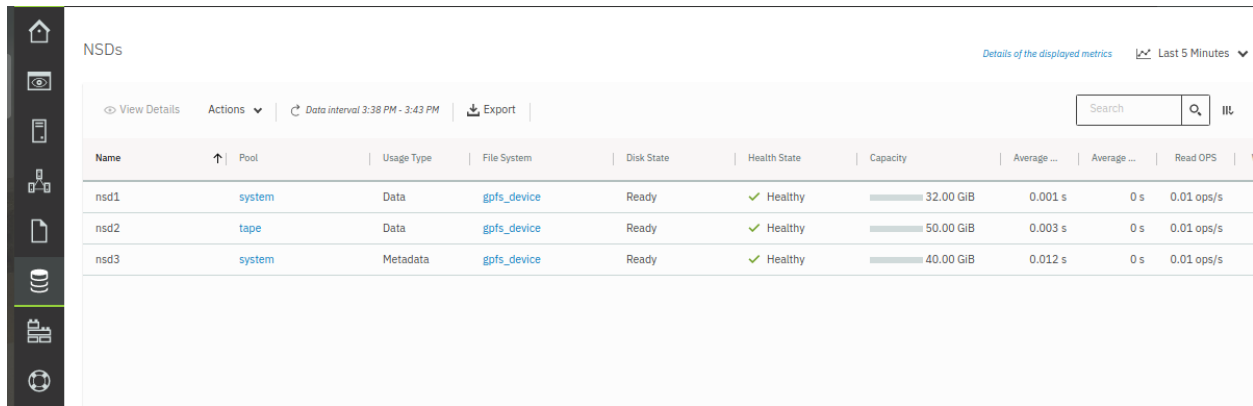 NSDs
Details of the displayed metrics Last 5 Minutes
View Details Actions Data interval 3:38 PM - 3:43 PM Export Search
Name Pool Usage Type File System Disk State Health State Capacity Average ... Average ... Read OPS
nsd1 system Data gpfs_device Ready Healthy 32.00 GiB 0.001 s 0 s 0.01 ops/s
nsd2 tape Data gpfs_device Ready Healthy 50.00 GiB 0.003 s 0 s 0.01 ops/s
nsd3 system Metadata gpfs_device Ready Healthy 40.00 GiB 0.012 s 0 s 0.01 ops/s